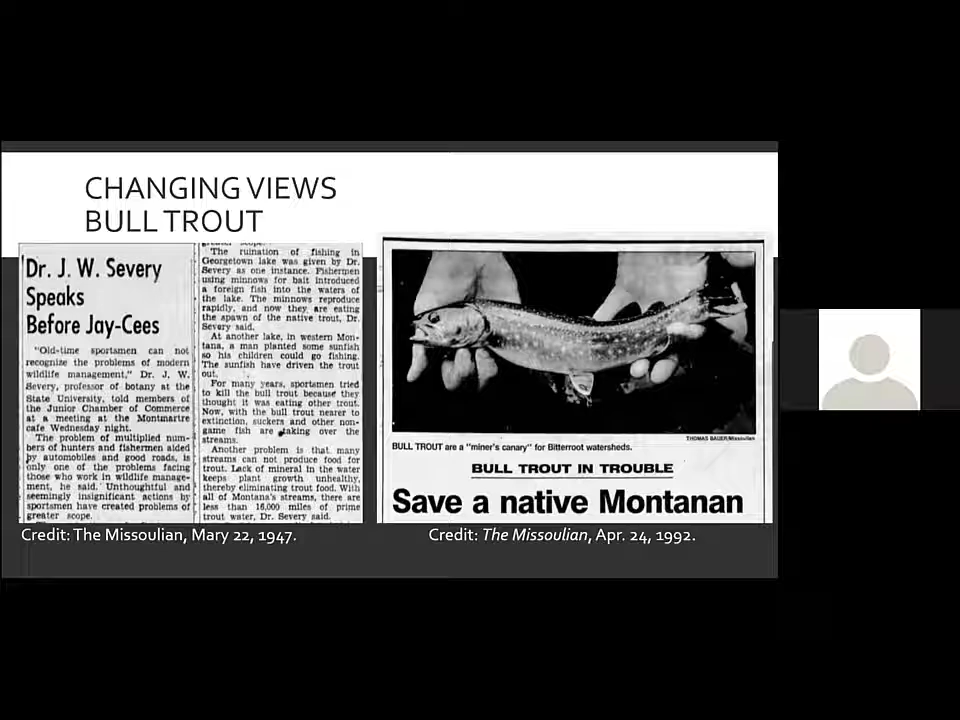 CHANGING VIEWS
BULL TROUT
Dr. J. W. Severy
Speaks
Before Jay-Cees
"Old-time sportsmen can not
recognize the problems of modern
wildlife management," Dr. J. W.
Severy, professor of botany at the
State University, told members of
the Junior Chamber of Commerce
at a meeting at the Montmartre
cafe Wednesday night.
The problem of multiplied num-
bers of hunters and fishermen aided
by automobiles and good roads, is
only one of the problems facing
those who work in wildlife manage-
ment, he said. Unthoughtful and
seemingly insignificant actions by
sportsmen have created problems of
greater scope.
The ruination of fishing in
Georgetown lake was given by Dr.
Severy as one instance. Fishermen
using minnows for bait introduced
a foreign fish into the waters of
the lake. The minnows reproduce
rapidly, and now they are eating
the spawn of the native trout, Dr.
Severy said.
At another lake, in western Mon-
tana, a man planted some sunfish
so his children could go fishing.
The sunfish have driven the trout
out.
For many years, sportsmen tried
to kill the bull trout because they
thought it was eating other trout.
Now, with the bull trout nearer to
extinction, suckers and other non-
game fish are taking over the
streams.
Another problem is that many
streams can not produce food for
trout. Lack of mineral in the water
keeps plant growth unhealthy,
thereby eliminating trout food. With
all of Montana's streams, there are
less than 16,000 miles of prime
trout water, Dr. Severy said.
Credit: The Missoulian, Mary 22, 1947.
THOMAS BAUER/Missoulian
BULL TROUT are a "miner's canary" for Bitterroot watersheds.
BULL TROUT IN TROUBLE
Save a native Montanan
Credit: The Missoulian, Apr. 24, 1992.